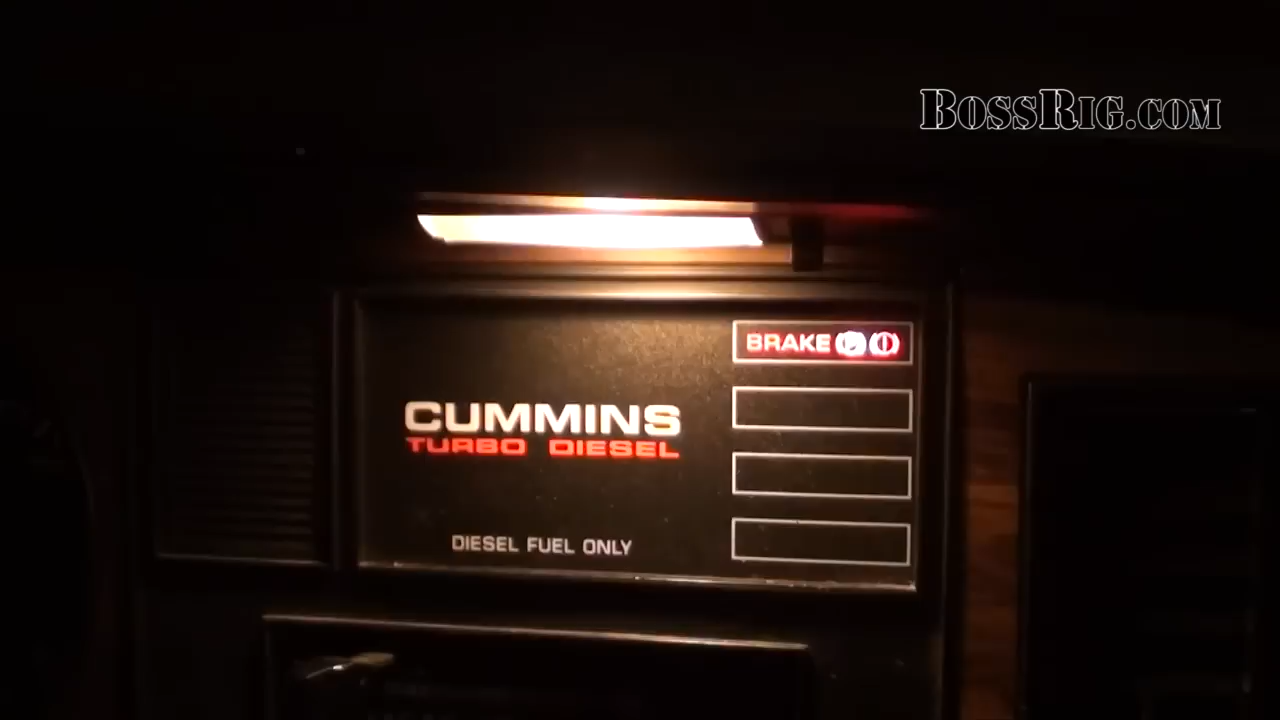 BossRig.com
BRAKE
CUMMINS
TURBO DIESEL
DIESEL FUEL ONLY